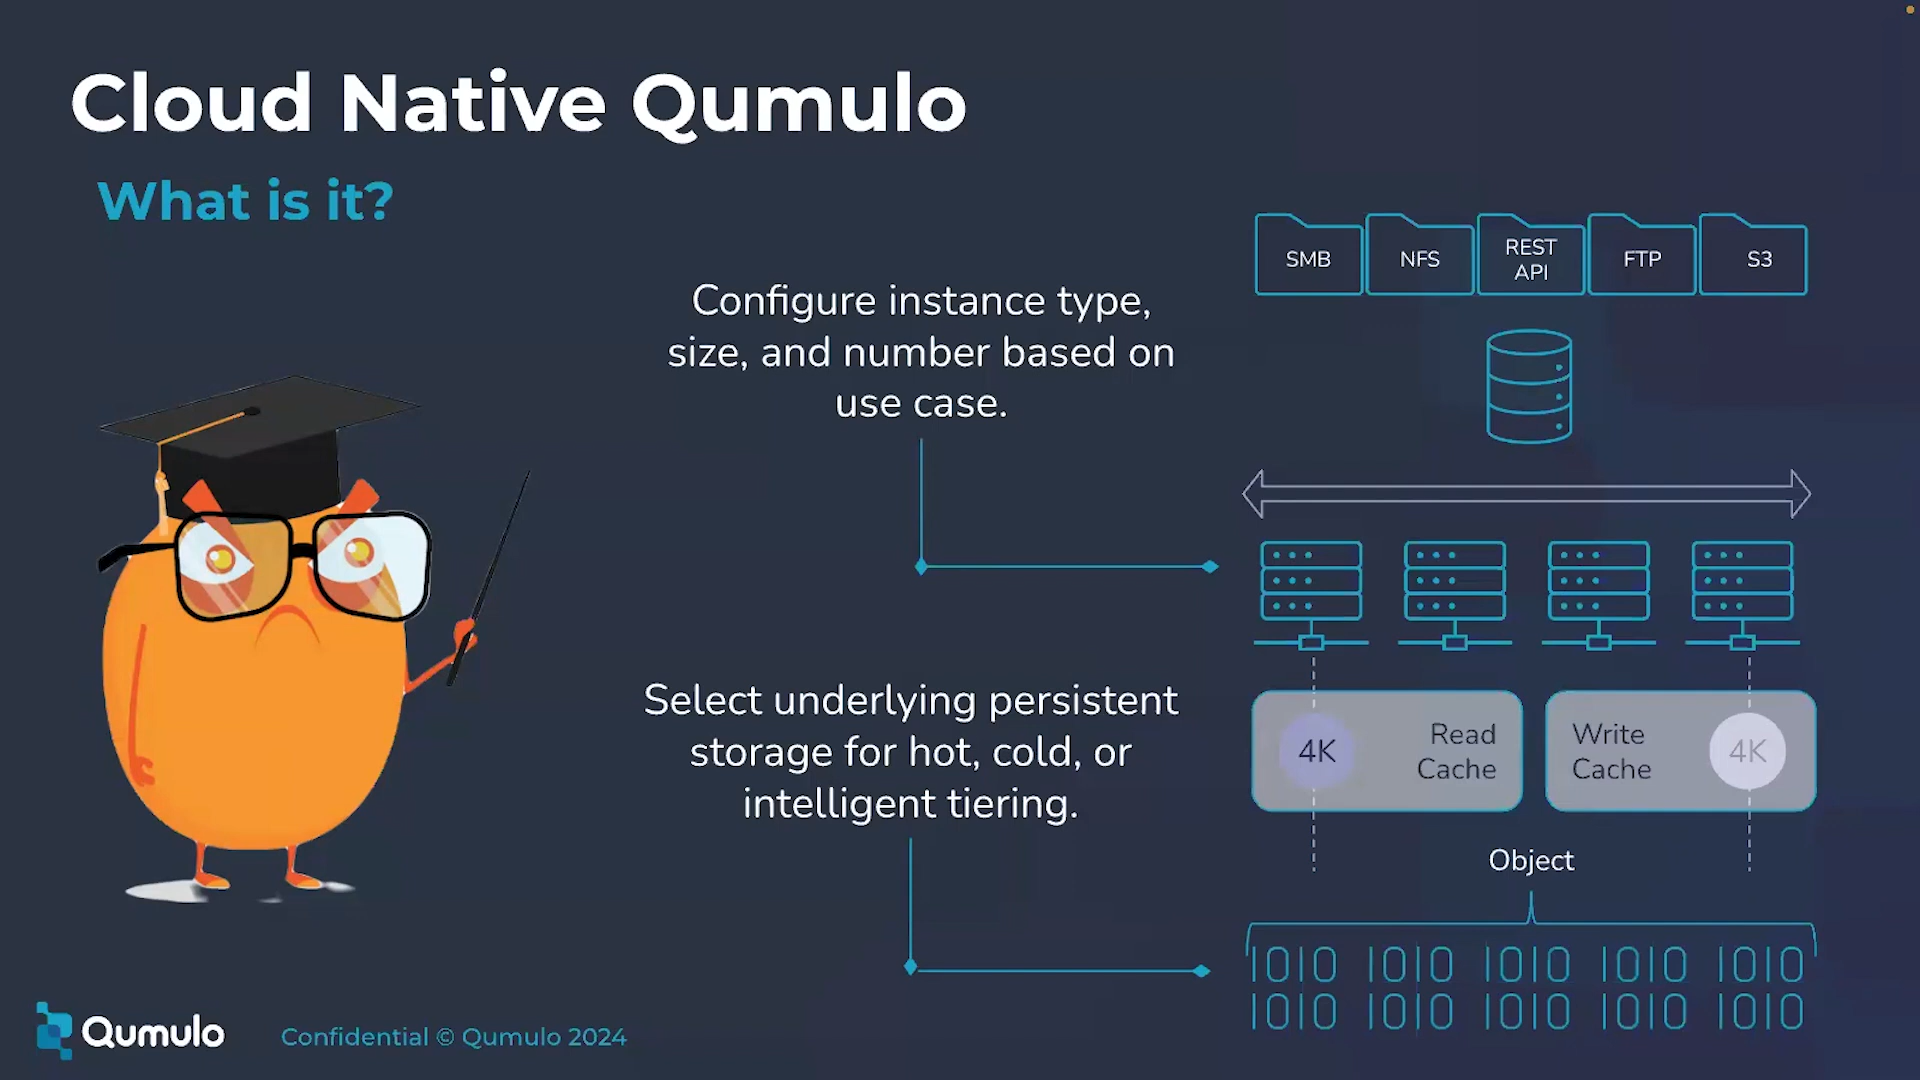 Cloud Native Qumulo
What is it?
Configure instance type,
size, and number based on
use case.
Select underlying persistent
storage for hot, cold, or
intelligent tiering.
SMB
NFS
REST
API
FTP
S3
4K
Read
Cache
Write
Cache
4K
Object
1010 1010 1010 1010 1010
1010 1010 1010 1010 1010
Qumulo
Confidential © Qumulo 2024